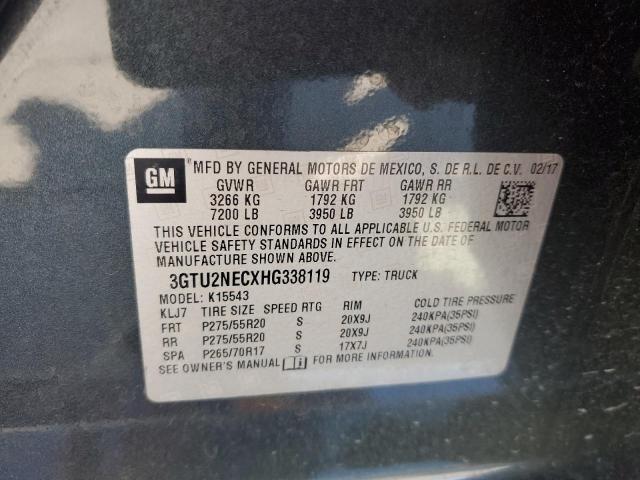 GM MFD BY GENERAL MOTORS DE MEXICO, S. DE R.L. DE C.V. 02/17
GVWR GAWR FRT GAWR RR
3266 KG 1792 KG 1792 KG
7200 LB 3950 LB 3950 LB
THIS VEHICLE CONFORMS TO ALL APPLICABLE U.S. FEDERAL MOTOR
VEHICLE SAFETY STANDARDS IN EFFECT ON THE DATE OF
MANUFACTURE SHOWN ABOVE.
3GTU2NECXHG338119 TYPE: TRUCK
MODEL: K15543
KLJ7 TIRE SIZE SPEED RTG RIM COLD TIRE PRESSURE
FRT P275/55R20 S 20X9J 240KPA(35PSI)
RR P275/55R20 S 20X9J 240KPA(35PSI)
SPA P265/70R17 S 17X7J 240KPA(35PSI)
SEE OWNER'S MANUAL FOR MORE INFORMATION.